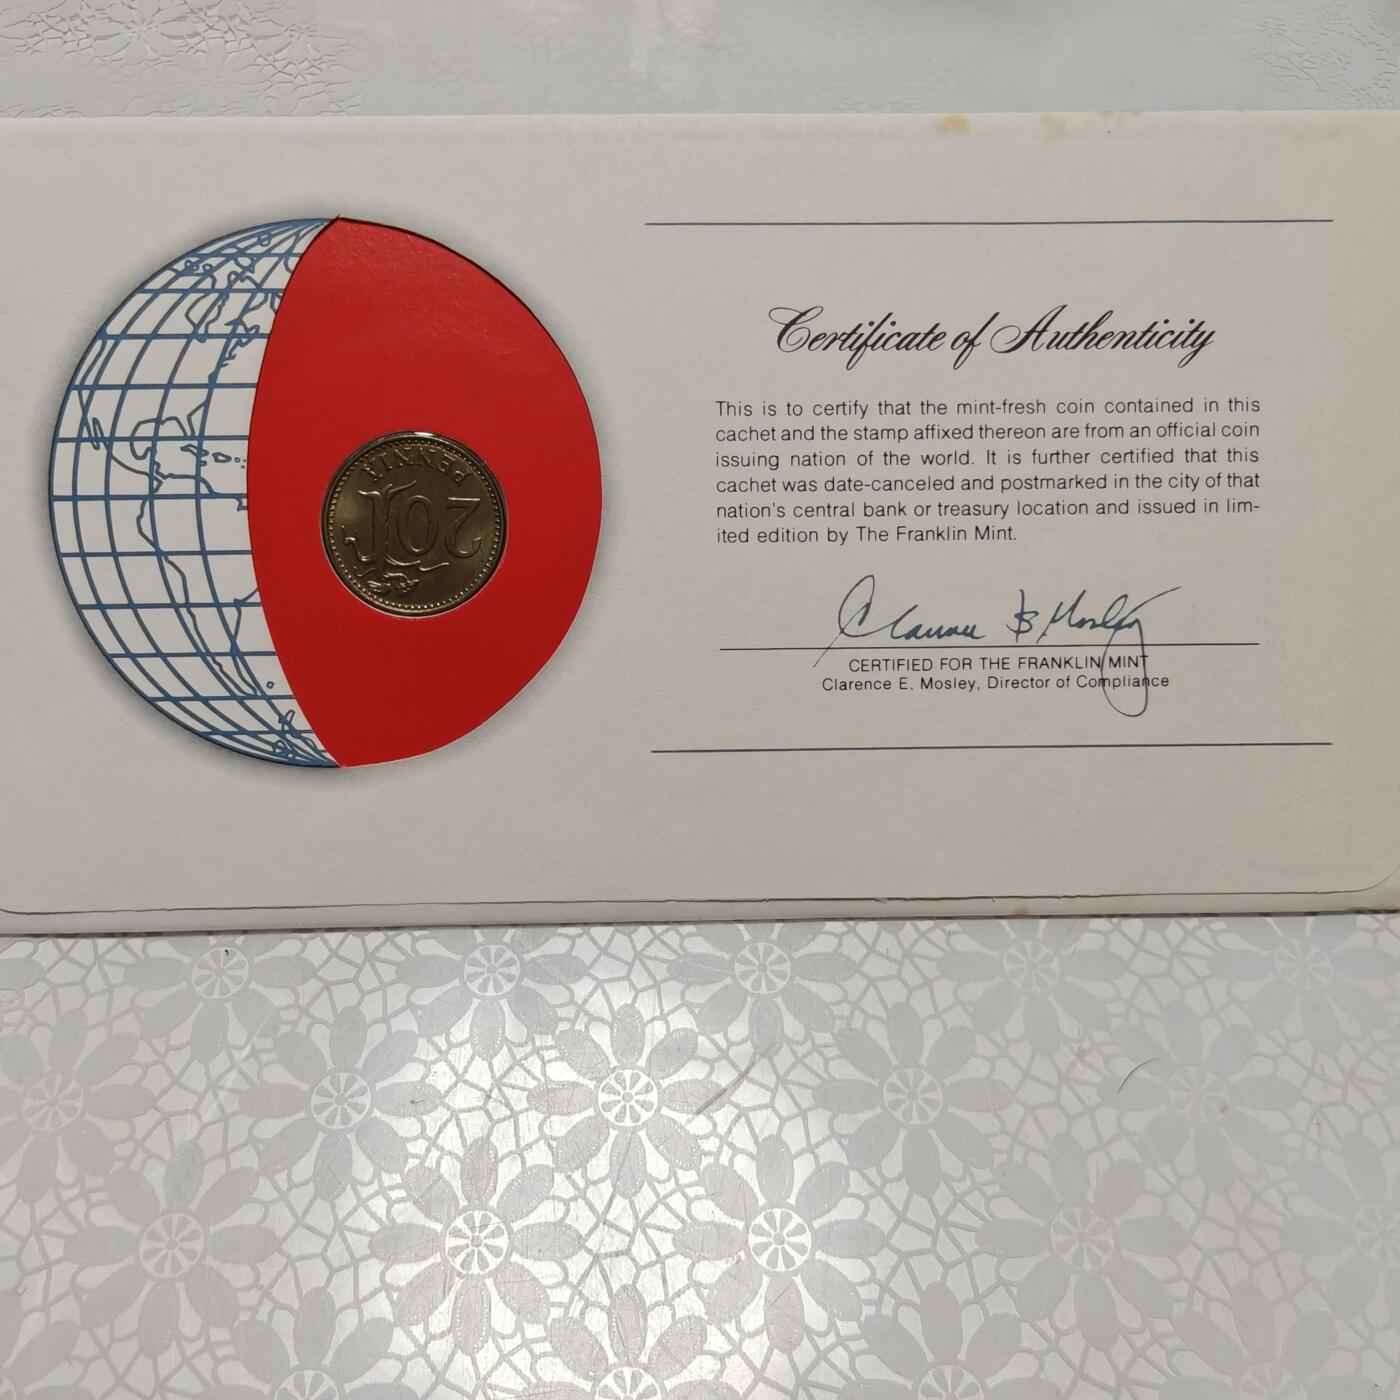 20
PENNIÄ
Certificate of Authenticity
This is to certify that the mint-fresh coin contained in this
cachet and the stamp affixed thereon are from an official coin
issuing nation of the world. It is further certified that this
cachet was date-canceled and postmarked in the city of that
nation's central bank or treasury location and issued in lim-
ited edition by The Franklin Mint.
Clarence E Mosley
CERTIFIED FOR THE FRANKLIN MINT
Clarence E. Mosley, Director of Compliance